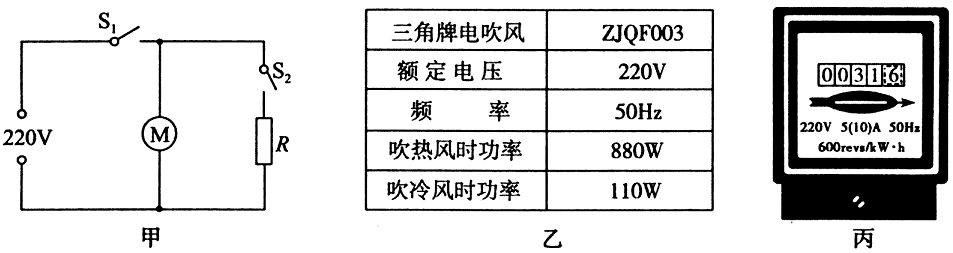 S₁
S₂
220V
M
R
甲
三角牌电吹风 ZJQF003
额定电压 220V
频率 50Hz
吹热风时功率 880W
吹冷风时功率 110W
乙
00316
220V 5(10)A 50Hz
600revs/kW·h
丙